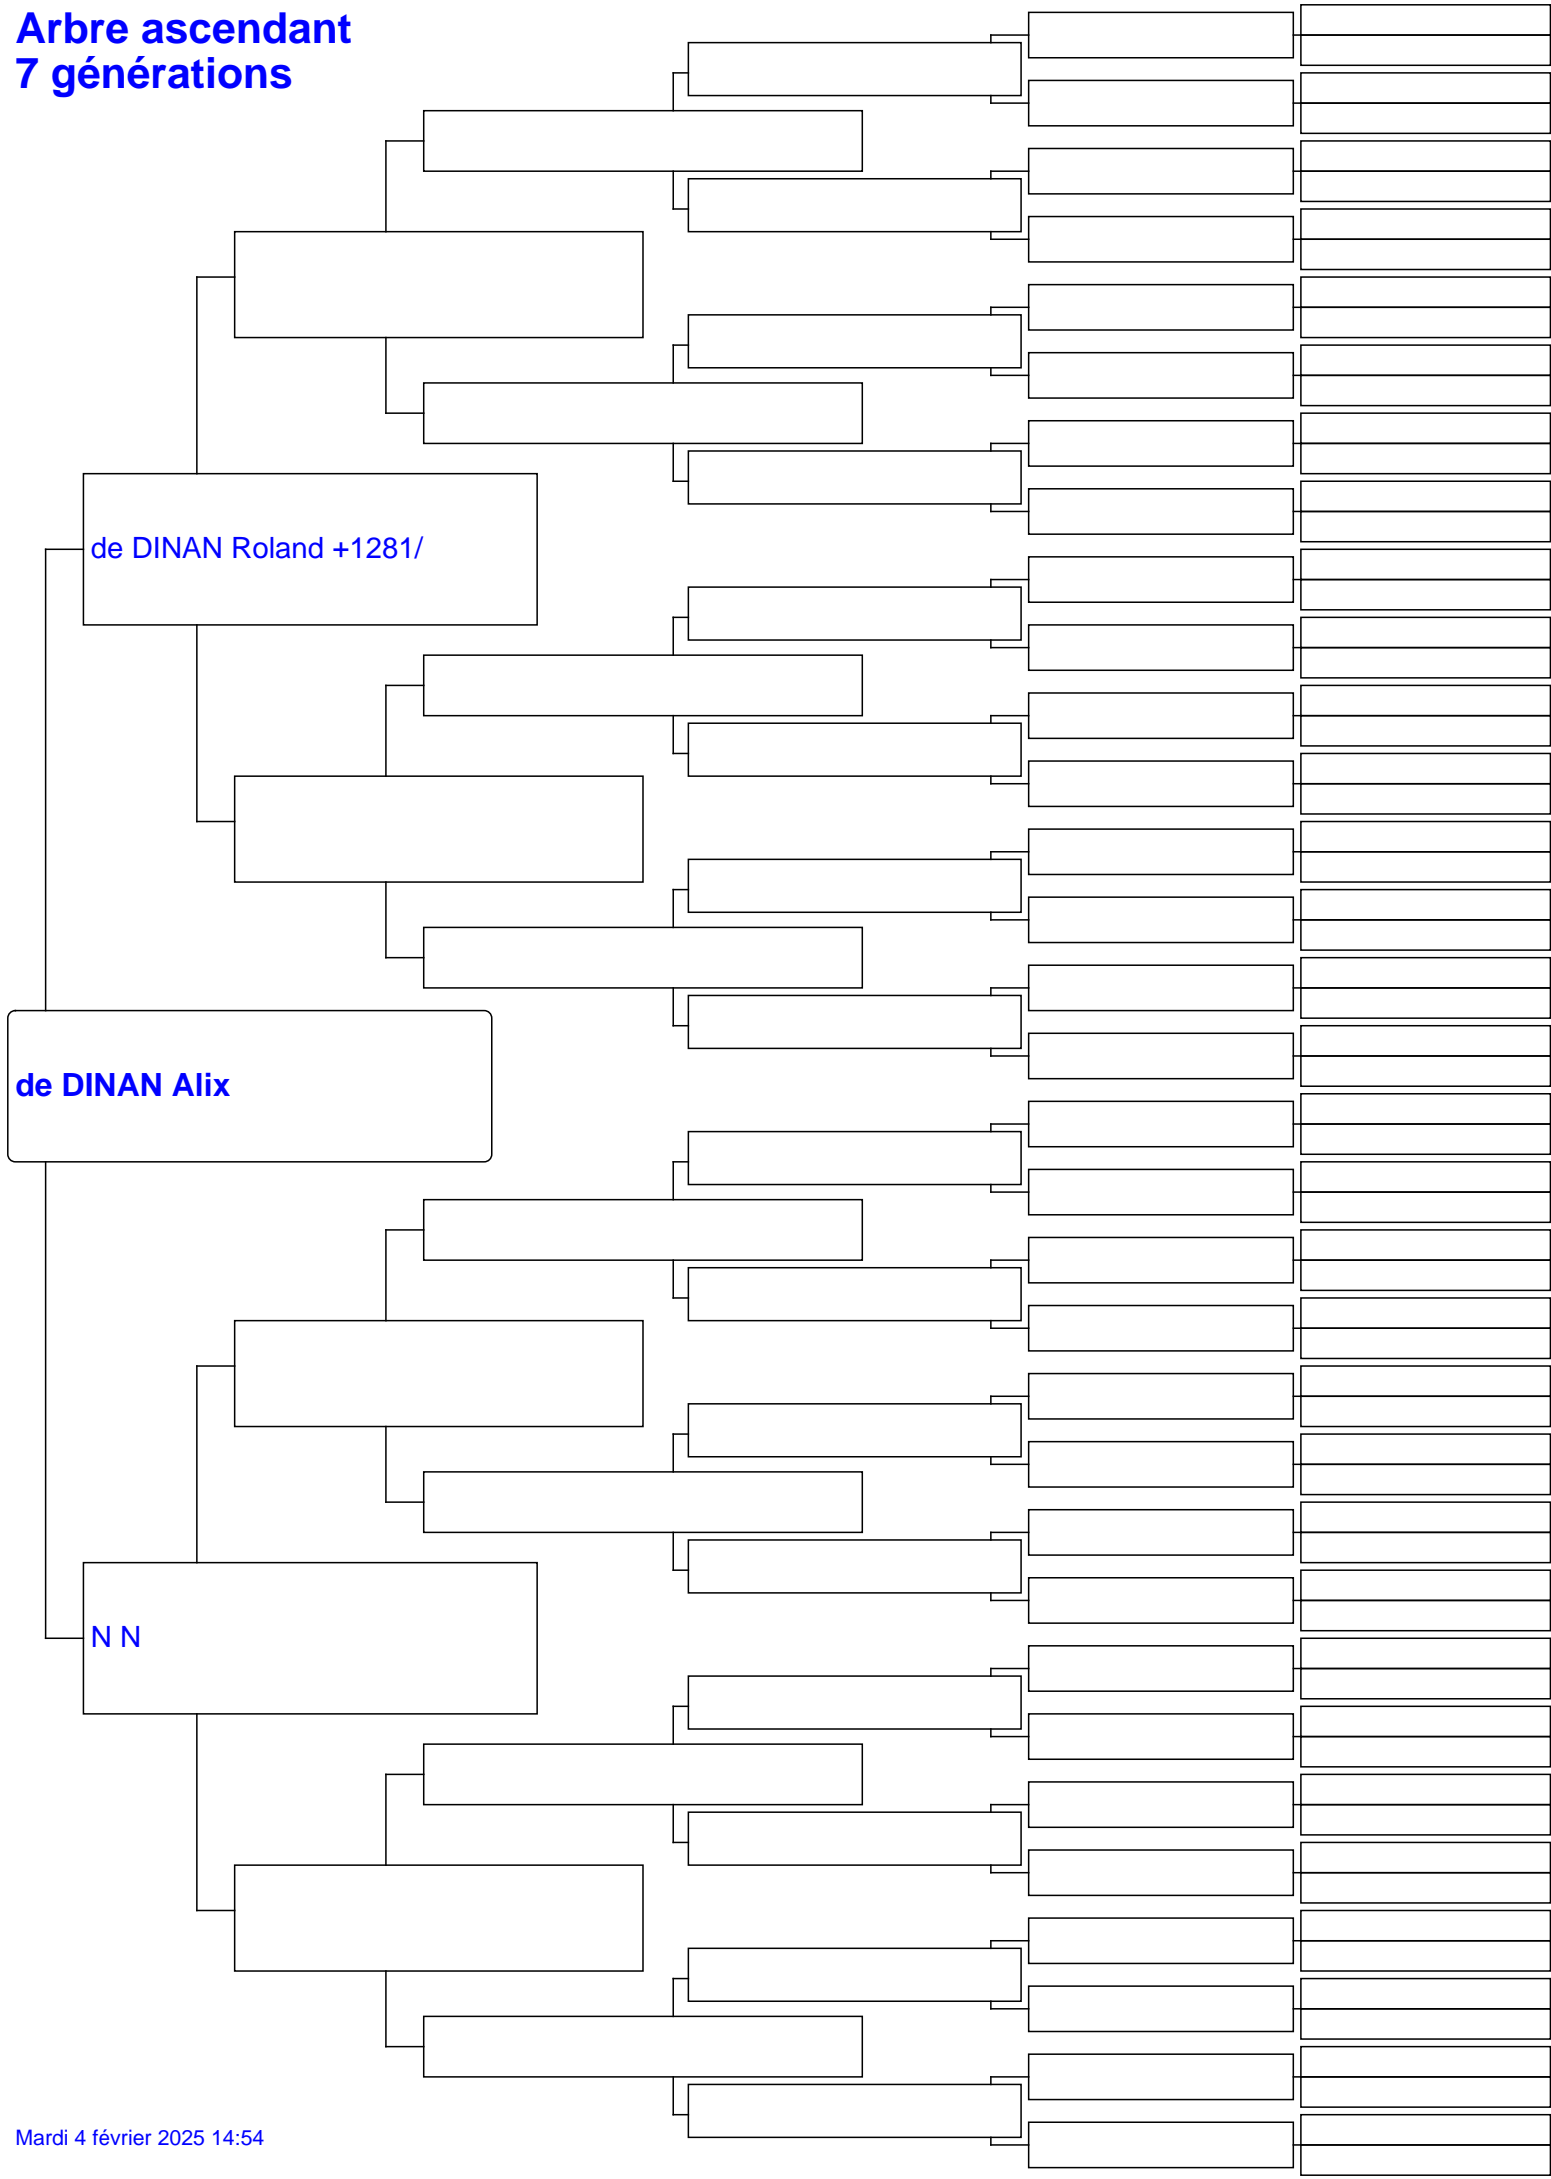 Arbre ascendant
7 générations
de DINAN Roland +1281/
de DINAN Alix
N N
Mardi 4 février 2025 14:54